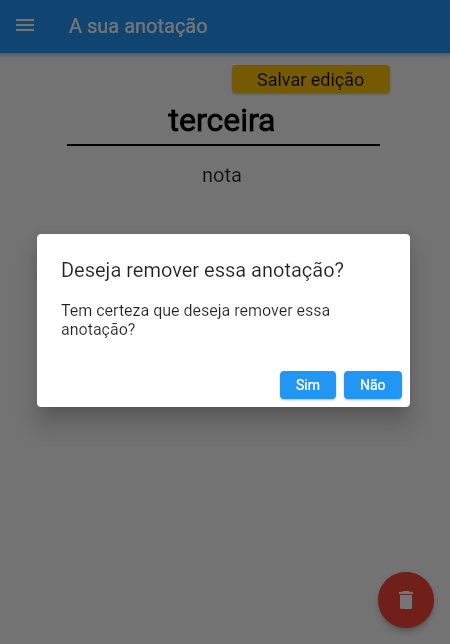 A sua anotação
Salvar edição
terceira
nota
Deseja remover essa anotação?
Tem certeza que deseja remover essa
anotação?
Sim Não